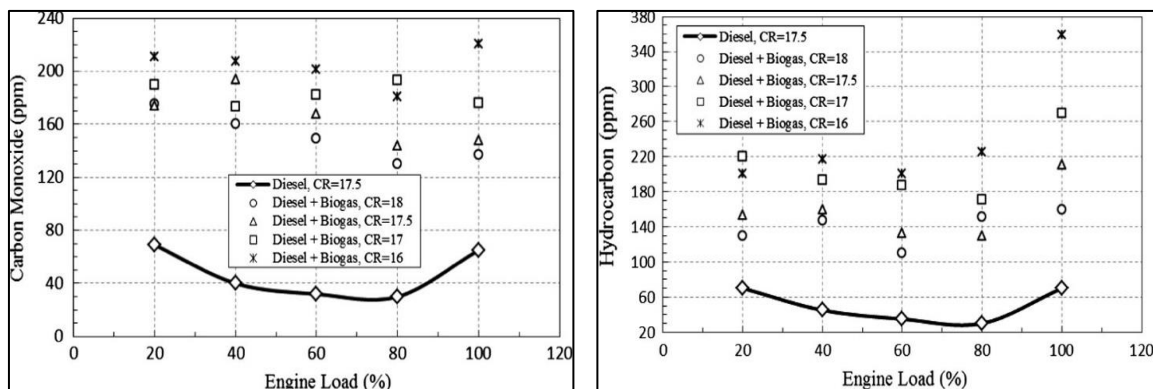 Carbon Monoxide (ppm)
240
200
160
120
80
40
0
Diesel, CR=17.5
Diesel + Biogas, CR=18
Diesel + Biogas, CR=17.5
Diesel + Biogas, CR=17
Diesel + Biogas, CR=16
0 20 40 60 80 100 120
Engine Load (%)
Hydrocarbon (ppm)
380
340
300
260
220
180
140
100
60
20
Diesel, CR=17.5
Diesel + Biogas, CR=18
Diesel + Biogas, CR=17.5
Diesel + Biogas, CR=17
Diesel + Biogas, CR=16
0 20 40 60 80 100 120
Engine Load (%)